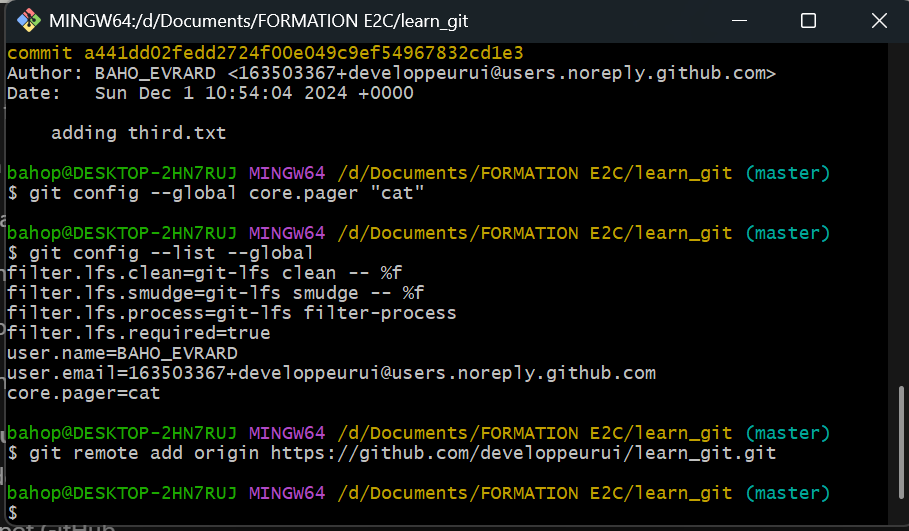 MINGW64:/d/Documents/FORMATION E2C/learn_git
commit a441dd02fedd2724f00e049c9ef54967832cd1e3
Author: BAHO_EVRARD <163503367+developpeurui@users.noreply.github.com>
Date:   Sun Dec 1 10:54:04 2024 +0000
    adding third.txt
bahop@DESKTOP-2HN7RUJ MINGW64 /d/Documents/FORMATION E2C/learn_git (master)
$ git config --global core.pager "cat"
bahop@DESKTOP-2HN7RUJ MINGW64 /d/Documents/FORMATION E2C/learn_git (master)
$ git config --list --global
filter.lfs.clean=git-lfs clean -- %f
filter.lfs.smudge=git-lfs smudge -- %f
filter.lfs.process=git-lfs filter-process
filter.lfs.required=true
user.name=BAHO_EVRARD
user.email=163503367+developpeurui@users.noreply.github.com
core.pager=cat
bahop@DESKTOP-2HN7RUJ MINGW64 /d/Documents/FORMATION E2C/learn_git (master)
$ git remote add origin https://github.com/developpeurui/learn_git.git
bahop@DESKTOP-2HN7RUJ MINGW64 /d/Documents/FORMATION E2C/learn_git (master)
$